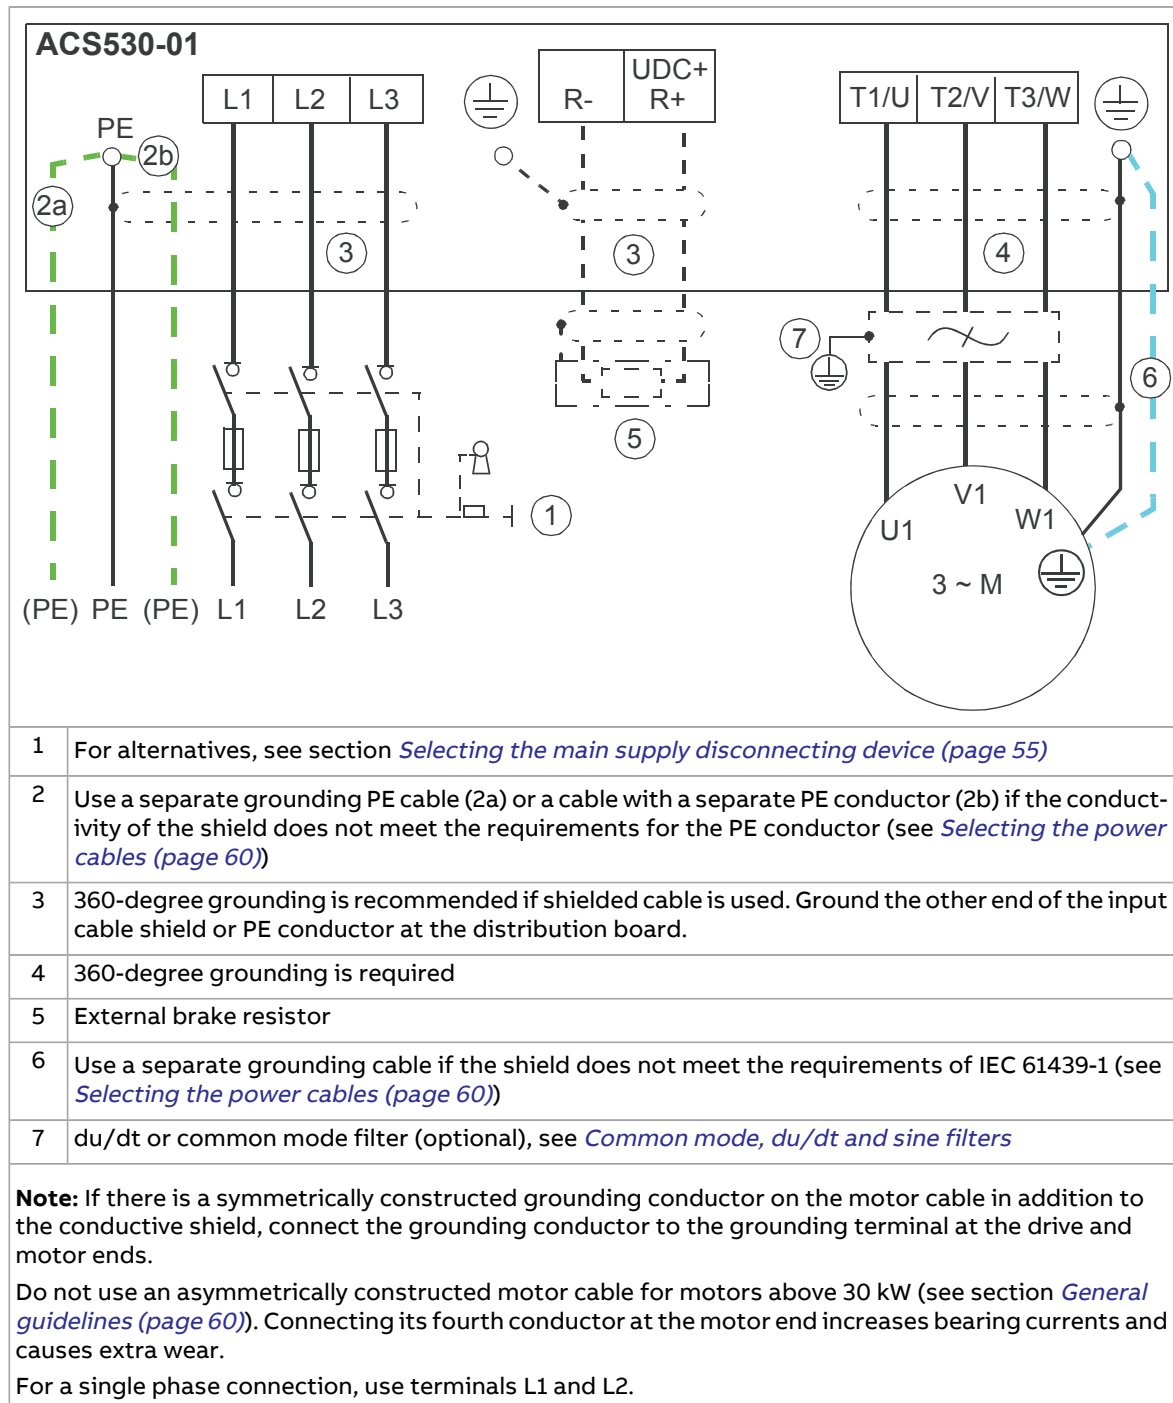 ACS530-01
UDC+
L1 L2 L3 R- R+ T1/U T2/V T3/W
PE
2b
2a
3 3 4
7
6
5
V1
1
U1 W1
3 ~ M
(PE) PE (PE) L1 L2 L3
1 For alternatives, see section Selecting the main supply disconnecting device (page 55)
2 Use a separate grounding PE cable (2a) or a cable with a separate PE conductor (2b) if the conduct-
ivity of the shield does not meet the requirements for the PE conductor (see Selecting the power
cables (page 60))
3 360-degree grounding is recommended if shielded cable is used. Ground the other end of the input
cable shield or PE conductor at the distribution board.
4 360-degree grounding is required
5 External brake resistor
6 Use a separate grounding cable if the shield does not meet the requirements of IEC 61439-1 (see
Selecting the power cables (page 60))
7 du/dt or common mode filter (optional), see Common mode, du/dt and sine filters
Note: If there is a symmetrically constructed grounding conductor on the motor cable in addition to
the conductive shield, connect the grounding conductor to the grounding terminal at the drive and
motor ends.
Do not use an asymmetrically constructed motor cable for motors above 30 kW (see section General
guidelines (page 60)). Connecting its fourth conductor at the motor end increases bearing currents and
causes extra wear.
For a single phase connection, use terminals L1 and L2.